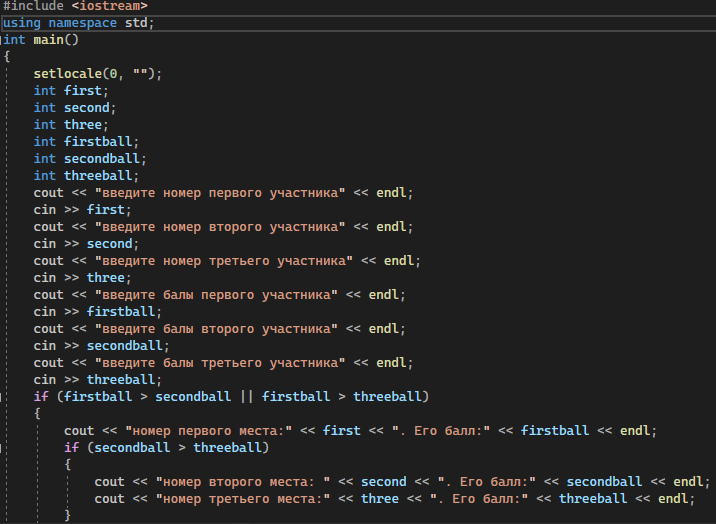 #include <iostream>
using namespace std;
int main()
{
setlocale(0, "");
int first;
int second;
int three;
int firstball;
int secondball;
int threeball;
cout << "введите номер первого участника" << endl;
cin >> first;
cout << "введите номер второго участника" << endl;
cin >> second;
cout << "введите номер третьего участника" << endl;
cin >> three;
cout << "введите балы первого участника" << endl;
cin >> firstball;
cout << "введите балы второго участника" << endl;
cin >> secondball;
cout << "введите балы третьего участника" << endl;
cin >> threeball;
if (firstball > secondball || firstball > threeball)
{
cout << "номер первого места:" << first << ". Его балл:" << firstball << endl;
if (secondball > threeball)
{
cout << "номер второго места: " << second << ". Его балл:" << secondball << endl;
cout << "номер третьего места:" << three << ". Его балл:" << threeball << endl;
}